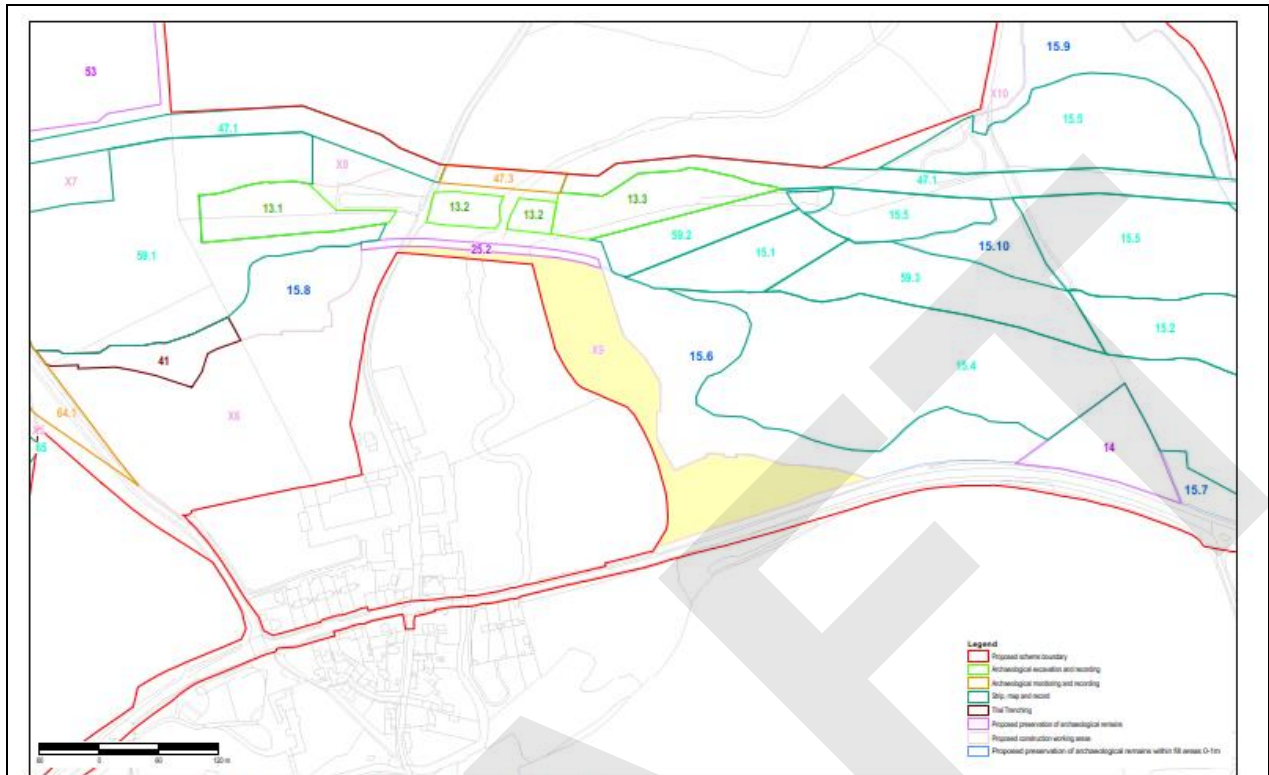 15.9
53
X10
15.5
47.1
X8
47.1
X7
47.3
13.3
13.1
13.2
13.2
15.5
15.5
59.2
15.10
25.2
15.1
59.1
59.3
15.8
15.2
X9
15.6
41
15.4
64.1
X6
14
65
15.7
Legend
Proposed scheme boundary
Archaeological excavation and recording
Archaeological monitoring and recording
Strip, map and record
Trial Trenching
Proposed preservation of archaeological remains
Proposed construction working areas
Proposed preservation of archaeological remains within fill areas 0-1m
0 60 120 m